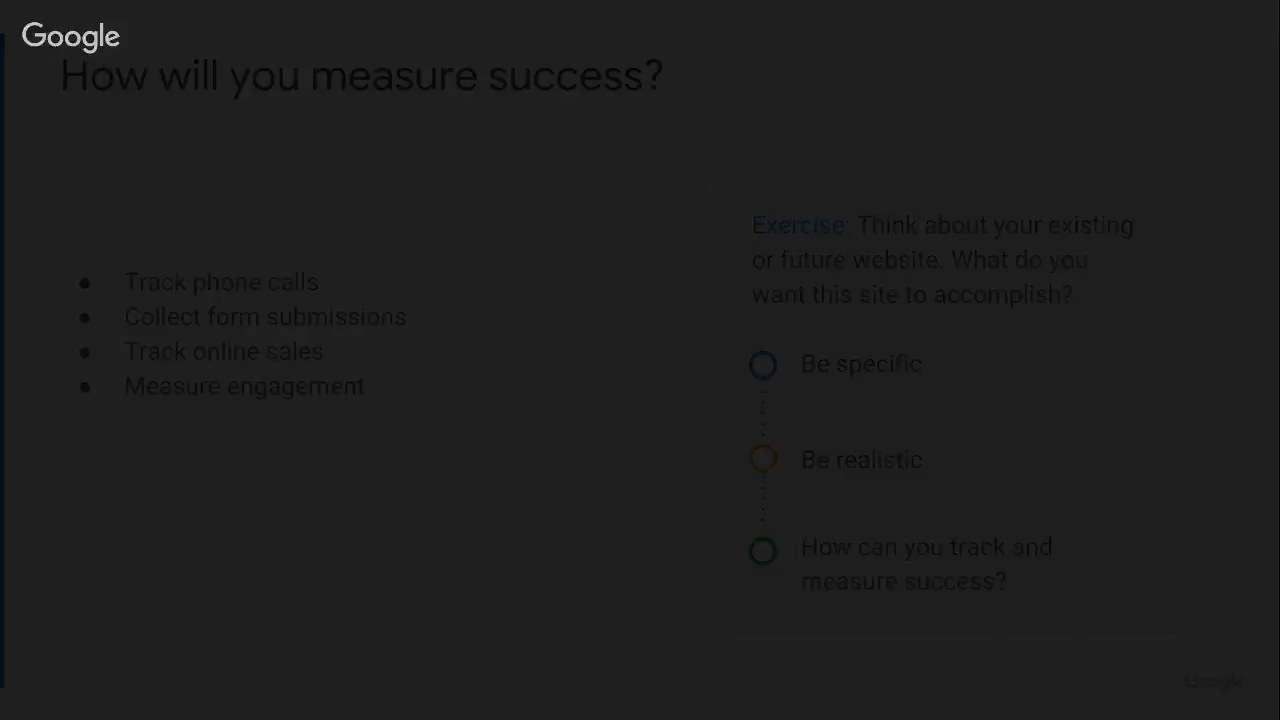 Google
How will you measure success?
● Track phone calls
● Collect form submissions
● Track online sales
● Measure engagement
Exercise: Think about your existing
or future website. What do you
want this site to accomplish?
Be specific
Be realistic
How can you track and
measure success?
Google